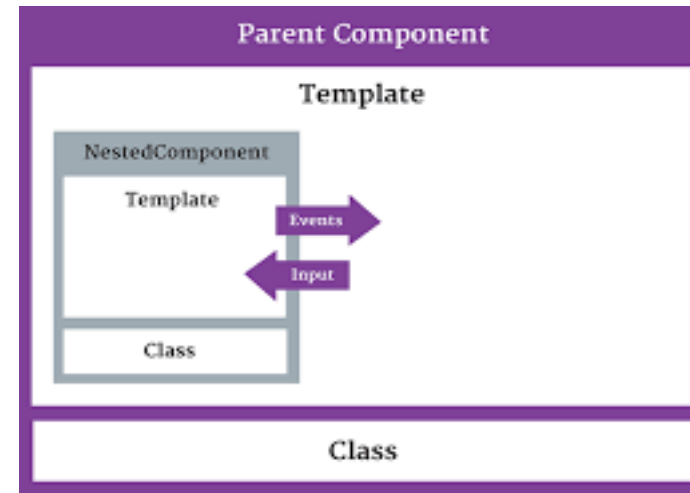 Parent Component
Template
NestedComponent
Template
Events
Input
Class
Class